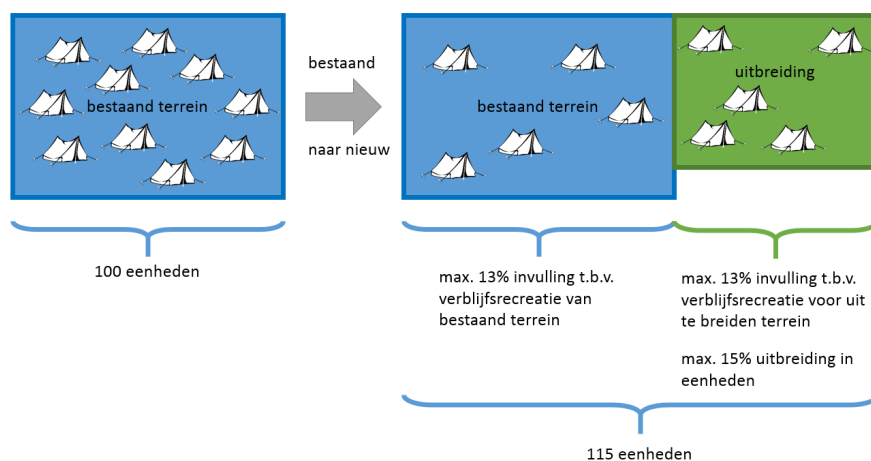 bestaand terrein
bestaand
naar nieuw
bestaand terrein
uitbreiding
100 eenheden
max. 13% invulling t.b.v.
verblijfsrecreatie van
bestaand terrein
max. 13% invulling t.b.v.
verblijfsrecreatie voor uit
te breiden terrein
max. 15% uitbreiding in
eenheden
115 eenheden